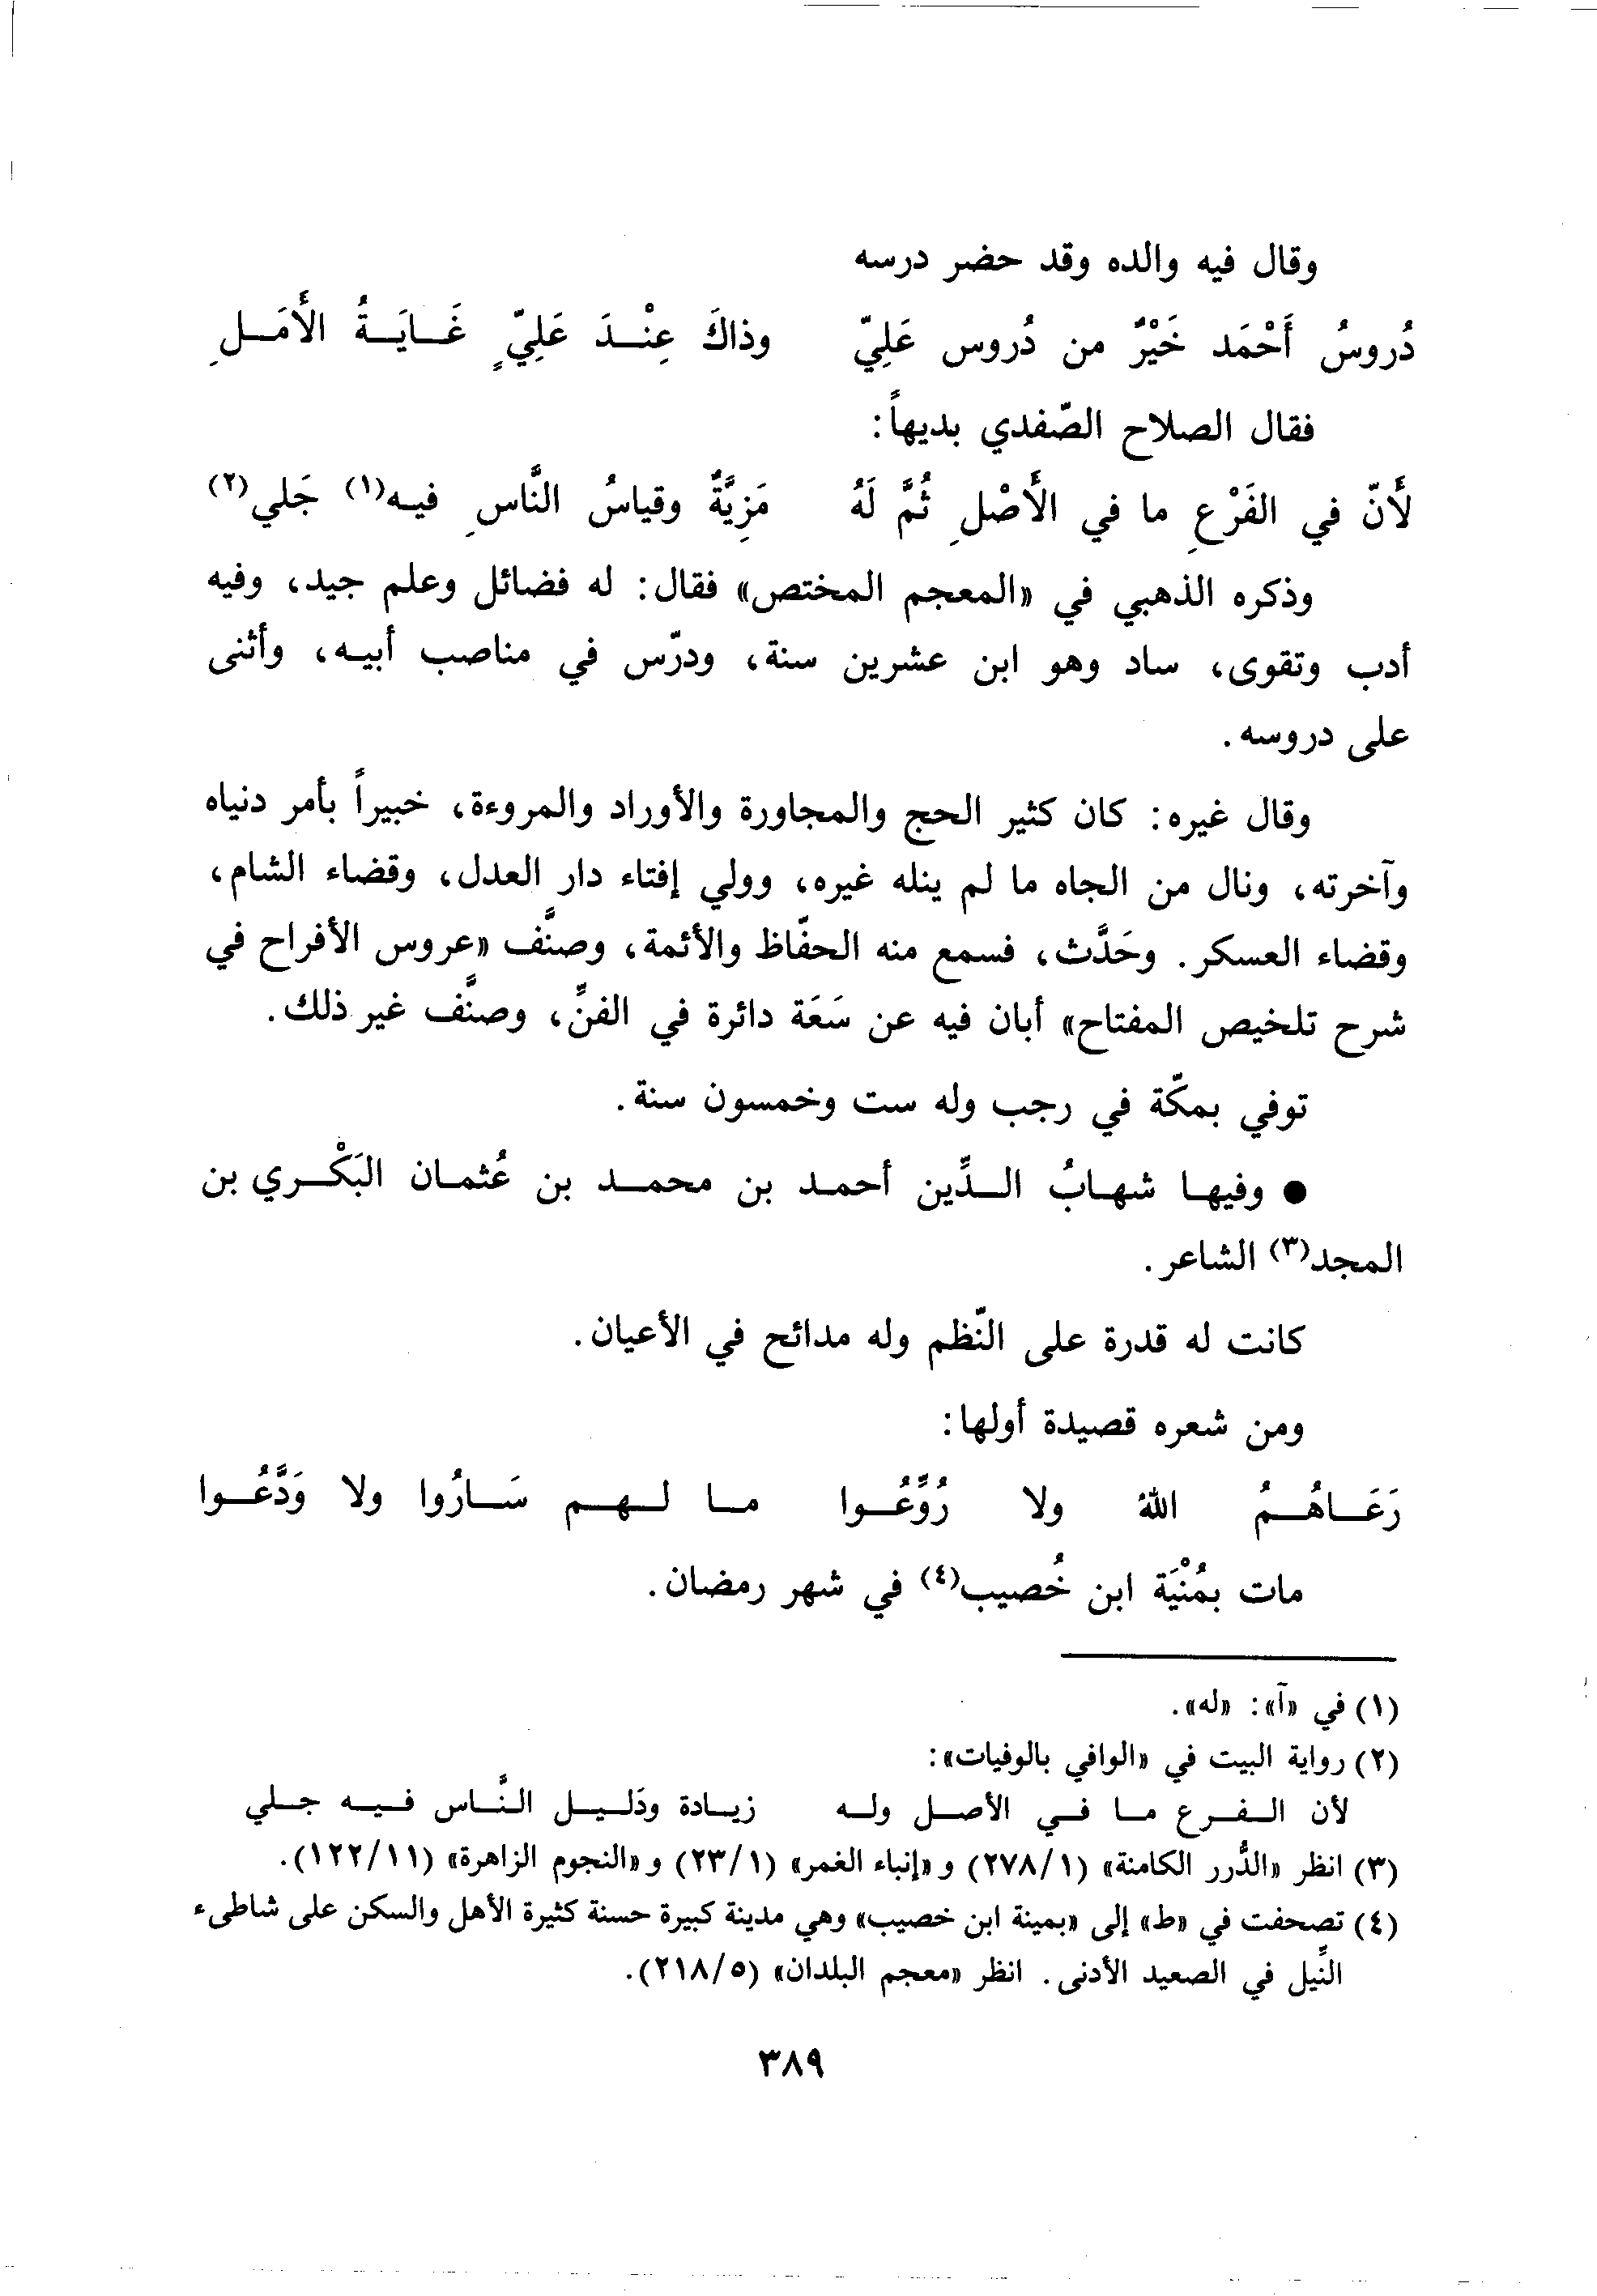 وقال فيه والده وقد حضر درسه
دُروسُ أَحْمَد خَيْرٌ من دُروس عَلِيّ وذاكَ عِنْـدَ عَلِيّ ٍ غَـايَـةُ الأَمَـل ِ
فقال الصلاح الصّفدي بديهاً:
لأَنّ في الفَرْع ِ ما في الأَصْل ِ ثُمَّ لَهُ مَزِيَّةٌ وقياسُ النَّاس ِ فيـه(١) جَلي(٢)
وذكره الذهبي في «المعجم المختص» فقال: له فضائل وعلم جيد، وفيه
أدب وتقوى، ساد وهو ابن عشرين سنة، ودرّس في مناصب أبيـه، وأثنى
على دروسه.
وقال غيره: كان كثير الحج والمجاورة والأوراد والمروءة، خبيراً بأمر دنياه
وآخرته، ونال من الجاه ما لم ينله غيره، وولي إفتاء دار العدل، وقضاء الشام،
وقضاء العسكر. وحَدَّث، فسمع منه الحفّاظ والأئمة، وصنَّف «عروس الأفراح في
شرح تلخيص المفتاح» أبان فيه عن سَعَة دائرة في الفنِّ، وصنَّف غير ذلك.
توفي بمكّة في رجب وله ست وخمسون سنة.
● وفيهـا شهـابُ الـدِّين أحمـد بن محمـد بن عُثمـان البَكْـري بن
المجد(٣) الشاعر.
كانت له قدرة على النّظم وله مدائح في الأعيان.
ومن شعره قصيدة أولها:
رَعَـاهُـمُ اللهُ ولا رُوِّعُـوا مـا لـهـم سَـارُوا ولا وَدَّعُـوا
مات بمُنْيَة ابن خُصيب(٤) في شهر رمضان.
(١) في «آ»: «له».
(٢) رواية البيت في «الوافي بالوفيات»:
لأن الـفـرع مـا فـي الأصـل ولـه زيـادة ودَلـيـل النَّـاس فـيـه جـلي
(٣) انظر «الدُّرر الكامنة» (٢٧٨/١) و«إنباء الغمر» (٢٣/١) و«النجوم الزاهرة» (١٢٢/١١).
(٤) تصحفت في «ط» إلى «بمينة ابن خصيب» وهي مدينة كبيرة حسنة كثيرة الأهل والسكن على شاطىء
النِّيل في الصعيد الأدنى. انظر «معجم البلدان» (٢١٨/٥).
٣٨٩